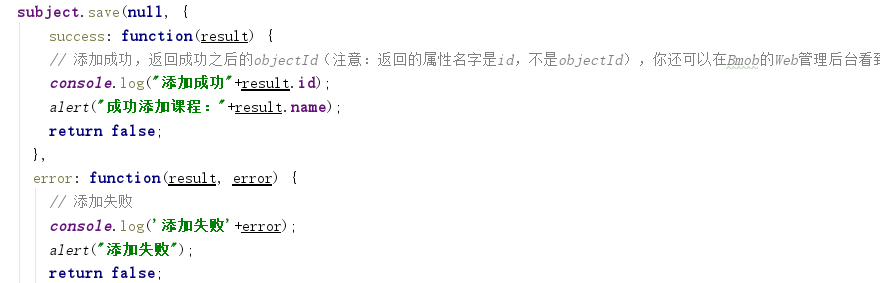 subject.save(null, {
success: function(result) {
// 添加成功，返回成功之后的objectId（注意：返回的属性名字是id，不是objectId），你还可以在Bmob的Web管理后台看到
console.log("添加成功"+result.id);
alert("成功添加课程："+result.name);
return false;
},
error: function(result, error) {
// 添加失败
console.log('添加失败'+error);
alert("添加失败");
return false;